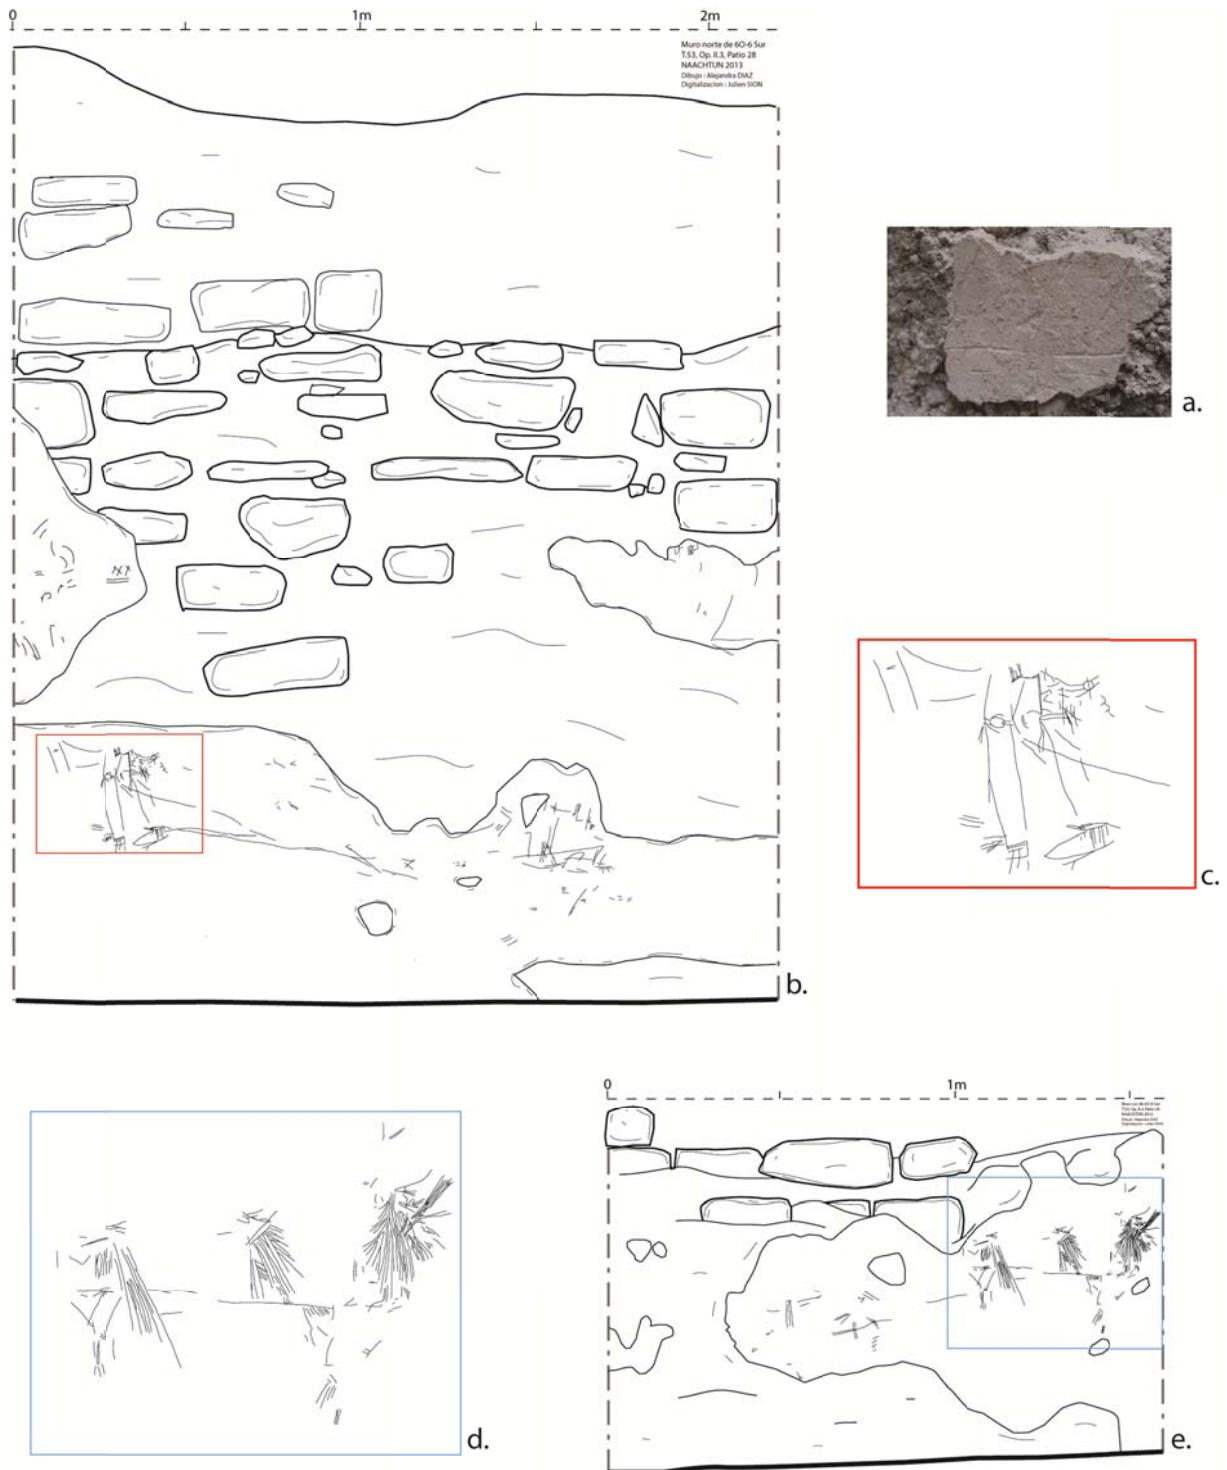 0 1m 2m
Muro norte de 6O-6 Sur
T.53, Op. II.3, Patio 28
NAACHTUN 2013
Dibujo : Alejandra DIAZ
Digitalizacion : Julien SION
a.
b.
c.
0 1m
d.
e.